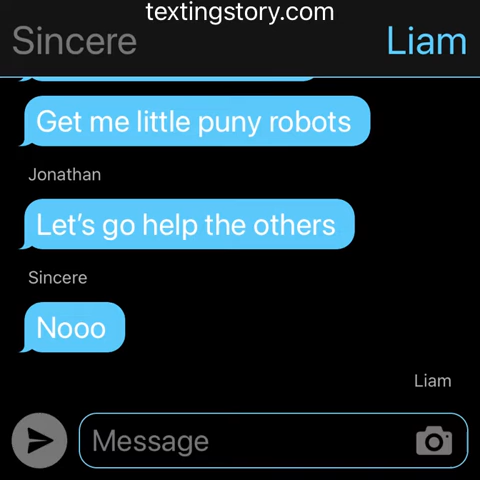 textingstory.com
Sincere
Liam
Get me little puny robots
Jonathan
Let's go help the others
Sincere
Nooo
Liam
Message